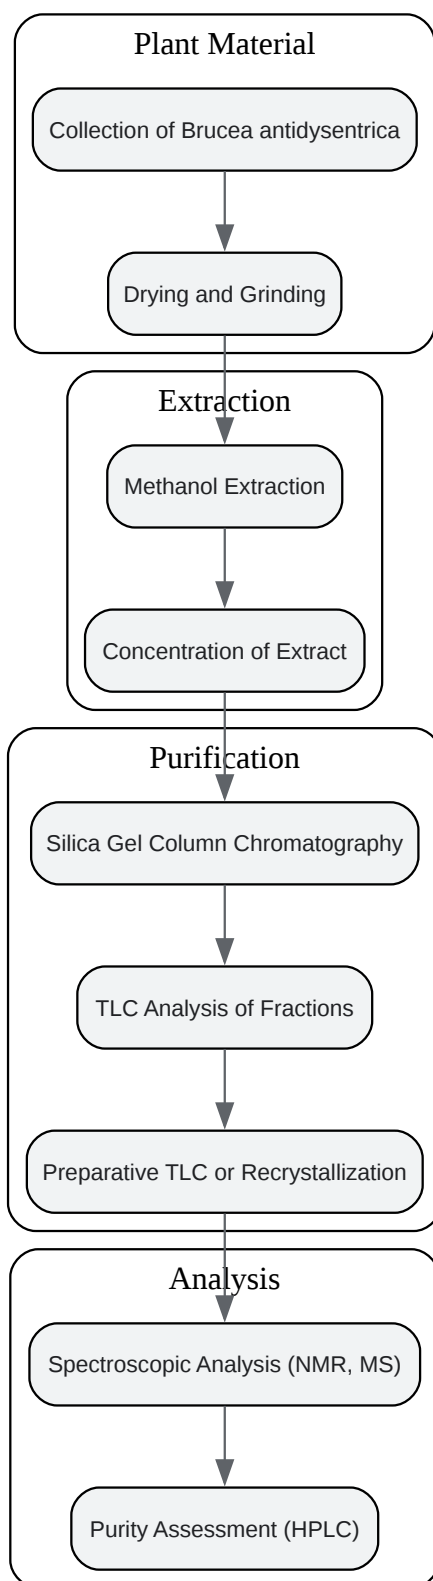 Plant Material
Collection of Brucea antidysentrica
Drying and Grinding
Extraction
Methanol Extraction
Concentration of Extract
Purification
Silica Gel Column Chromatography
TLC Analysis of Fractions
Preparative TLC or Recrystallization
Analysis
Spectroscopic Analysis (NMR, MS)
Purity Assessment (HPLC)